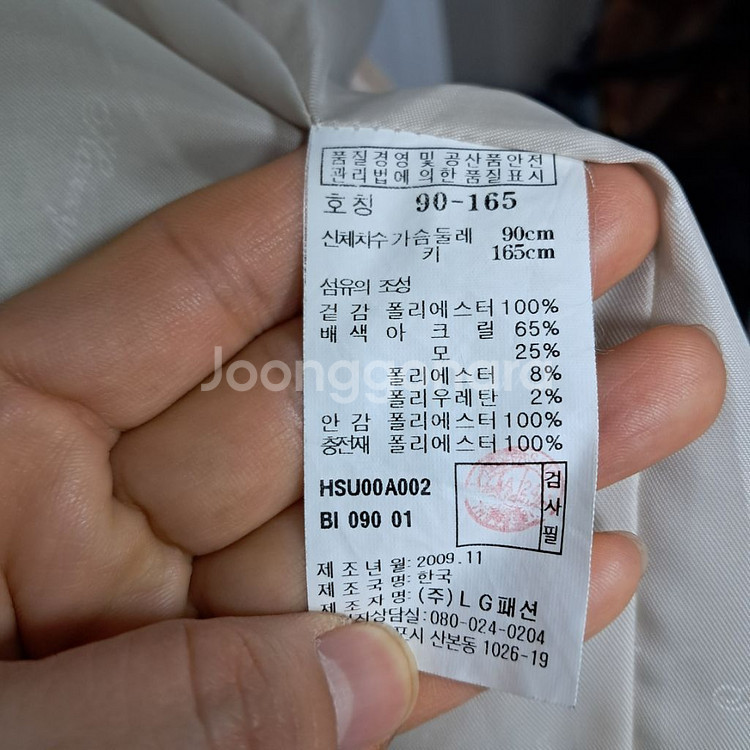 품질경영 및 공산품안전
관리법에 의한 품질표시
호칭 90-165
신체치수 가슴둘레 90cm
키 165cm
섬유의 조성
겉감 폴리에스터 100%
배색 아크릴 65%
모 25%
폴리에스터 8%
폴리우레탄 2%
안감 폴리에스터 100%
충전재 폴리에스터 100%
HSU00A002
BI 090 01
검사필
제조년월: 2009.11
제조국명: 한국
제조자명: (주)LG패션
상담실: 080-024-0204
포시 산본동 1026-19
Joonggonara